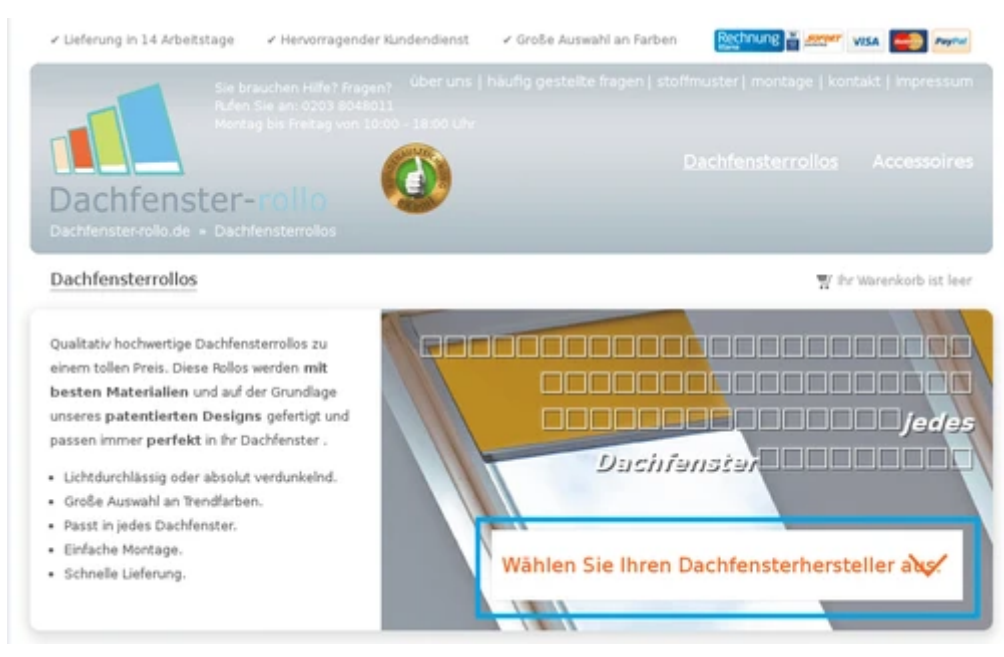 ✔ Lieferung in 14 Arbeitstage ✔ Hervorragender Kundendienst ✔ Große Auswahl an Farben Rechnung SOFORT VISA PayPal
über uns | häufig gestellte fragen | stoffmuster | montage | kontakt | Impressum
Sie brauchen Hilfe? Fragen?
Rufen Sie an: 0203 8048011
Montag bis Freitag von 10:00 - 18:00 Uhr
Dachfensterrollos Accessoires
Dachfenster-rollo
Dachfenster-rollo.de » Dachfensterrollos
Dachfensterrollos
Ihr Warenkorb ist leer
Qualitativ hochwertige Dachfensterrollos zu
einem tollen Preis. Diese Rollos werden mit
besten Materialien und auf der Grundlage
unseres patentierten Designs gefertigt und
passen immer perfekt in Ihr Dachfenster .
• Lichtdurchlässig oder absolut verdunkelnd.
• Große Auswahl an Trendfarben.
• Passt in jedes Dachfenster.
• Einfache Montage.
• Schnelle Lieferung.
jedes
Dachfenster
Wählen Sie Ihren Dachfensterhersteller aus.